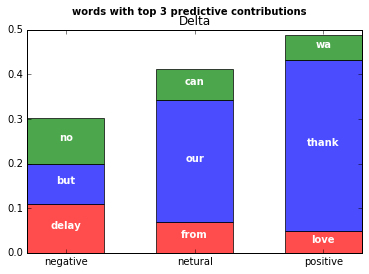 words with top 3 predictive contributions
Delta
0.5
0.4
0.3
0.2
0.1
0.0
no
but
delay
can
our
from
wa
thank
love
negative
netural
positive